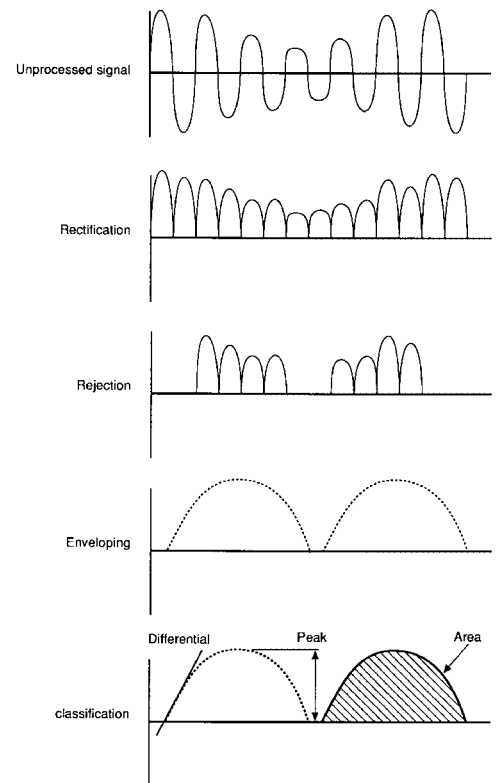 Unprocessed signal
Rectification
Rejection
Enveloping
Differential
Peak
Area
classification